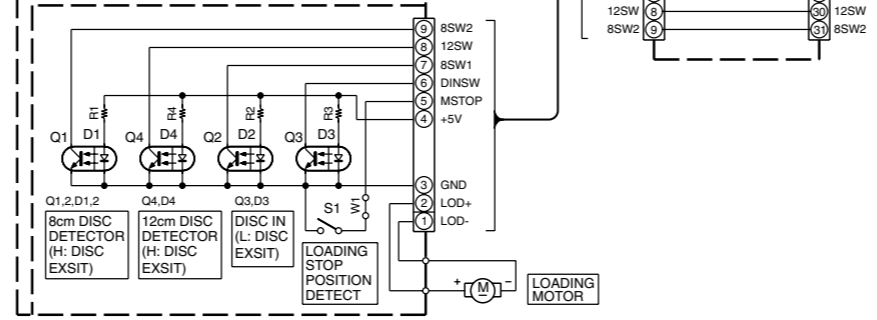 12SW 8 30 12SW
8SW2 9 31 8SW2
9 8SW2
8 12SW
7 8SW1
6 DINSW
5 MSTOP
4 +5V
R1 R4 R2 R3
Q1 D1 Q4 D4 Q2 D2 Q3 D3
3 GND
2 LOD+
1 LOD-
Q1,2,D1,2
8cm DISC
DETECTOR
(H: DISC
EXSIT)
Q4,D4
12cm DISC
DETECTOR
(H: DISC
EXSIT)
Q3,D3
DISC IN
(L: DISC
EXSIT)
S1 W1
LOADING
STOP
POSITION
DETECT
+ M −
LOADING
MOTOR